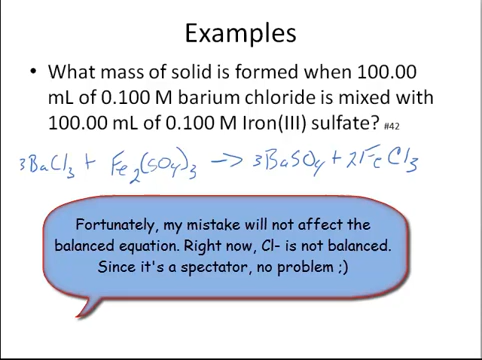 Examples
• What mass of solid is formed when 100.00
mL of 0.100 M barium chloride is mixed with
100.00 mL of 0.100 M Iron(III) sulfate? #42
3BaCl₃ + Fe₂(SO₄)₃ → 3BaSO₄ + 2FeCl₃
Fortunately, my mistake will not affect the
balanced equation. Right now, Cl- is not balanced.
Since it's a spectator, no problem ;)